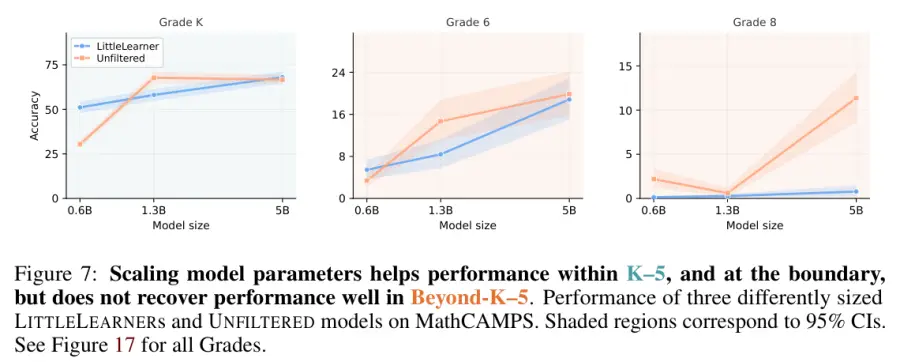 Grade K
Grade 6
Grade 8
LittleLearner
Unfiltered
Accuracy
75
50
25
0
0.6B
1.3B
5B
Model size
24
16
8
0
0.6B
1.3B
5B
Model size
15
10
5
0
0.6B
1.3B
5B
Model size
Figure 7: Scaling model parameters helps performance within K–5, and at the boundary,
but does not recover performance well in Beyond-K–5. Performance of three differently sized
LITTLELEARNERS and UNFILTERED models on MathCAMPS. Shaded regions correspond to 95% CIs.
See Figure 17 for all Grades.